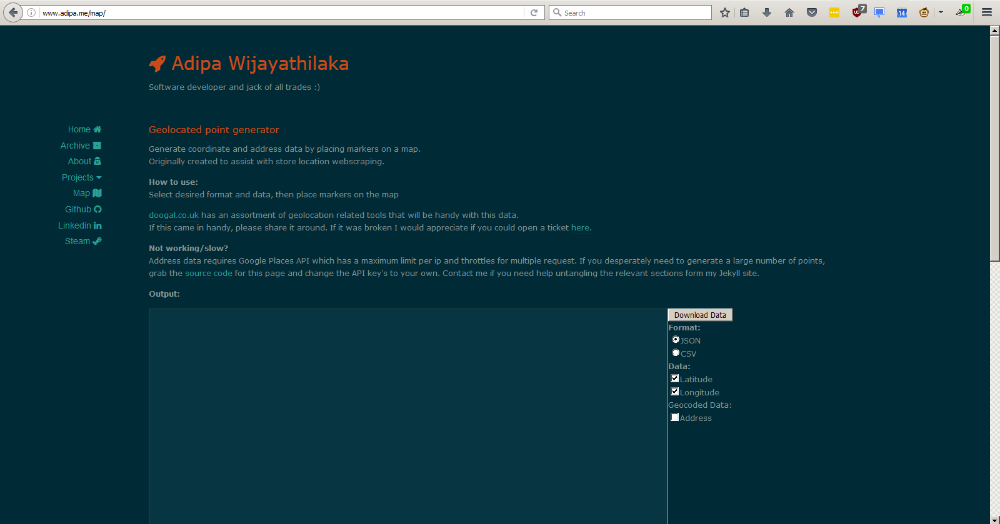 www.adipa.me/map/
Search
7
14
0
Adipa Wijayathilaka
Software developer and jack of all trades :)
Home
Archive
About
Projects
Map
Github
Linkedin
Steam
Geolocated point generator
Generate coordinate and address data by placing markers on a map.
Originally created to assist with store location webscraping.
How to use:
Select desired format and data, then place markers on the map
doogal.co.uk has an assortment of geolocation related tools that will be handy with this data.
If this came in handy, please share it around. If it was broken I would appreciate if you could open a ticket here.
Not working/slow?
Address data requires Google Places API which has a maximum limit per ip and throttles for multiple request. If you desperately need to generate a large number of points,
grab the source code for this page and change the API key's to your own. Contact me if you need help untangling the relevant sections form my Jekyll site.
Output:
Download Data
Format:
JSON
CSV
Data:
Latitude
Longitude
Geocoded Data:
Address